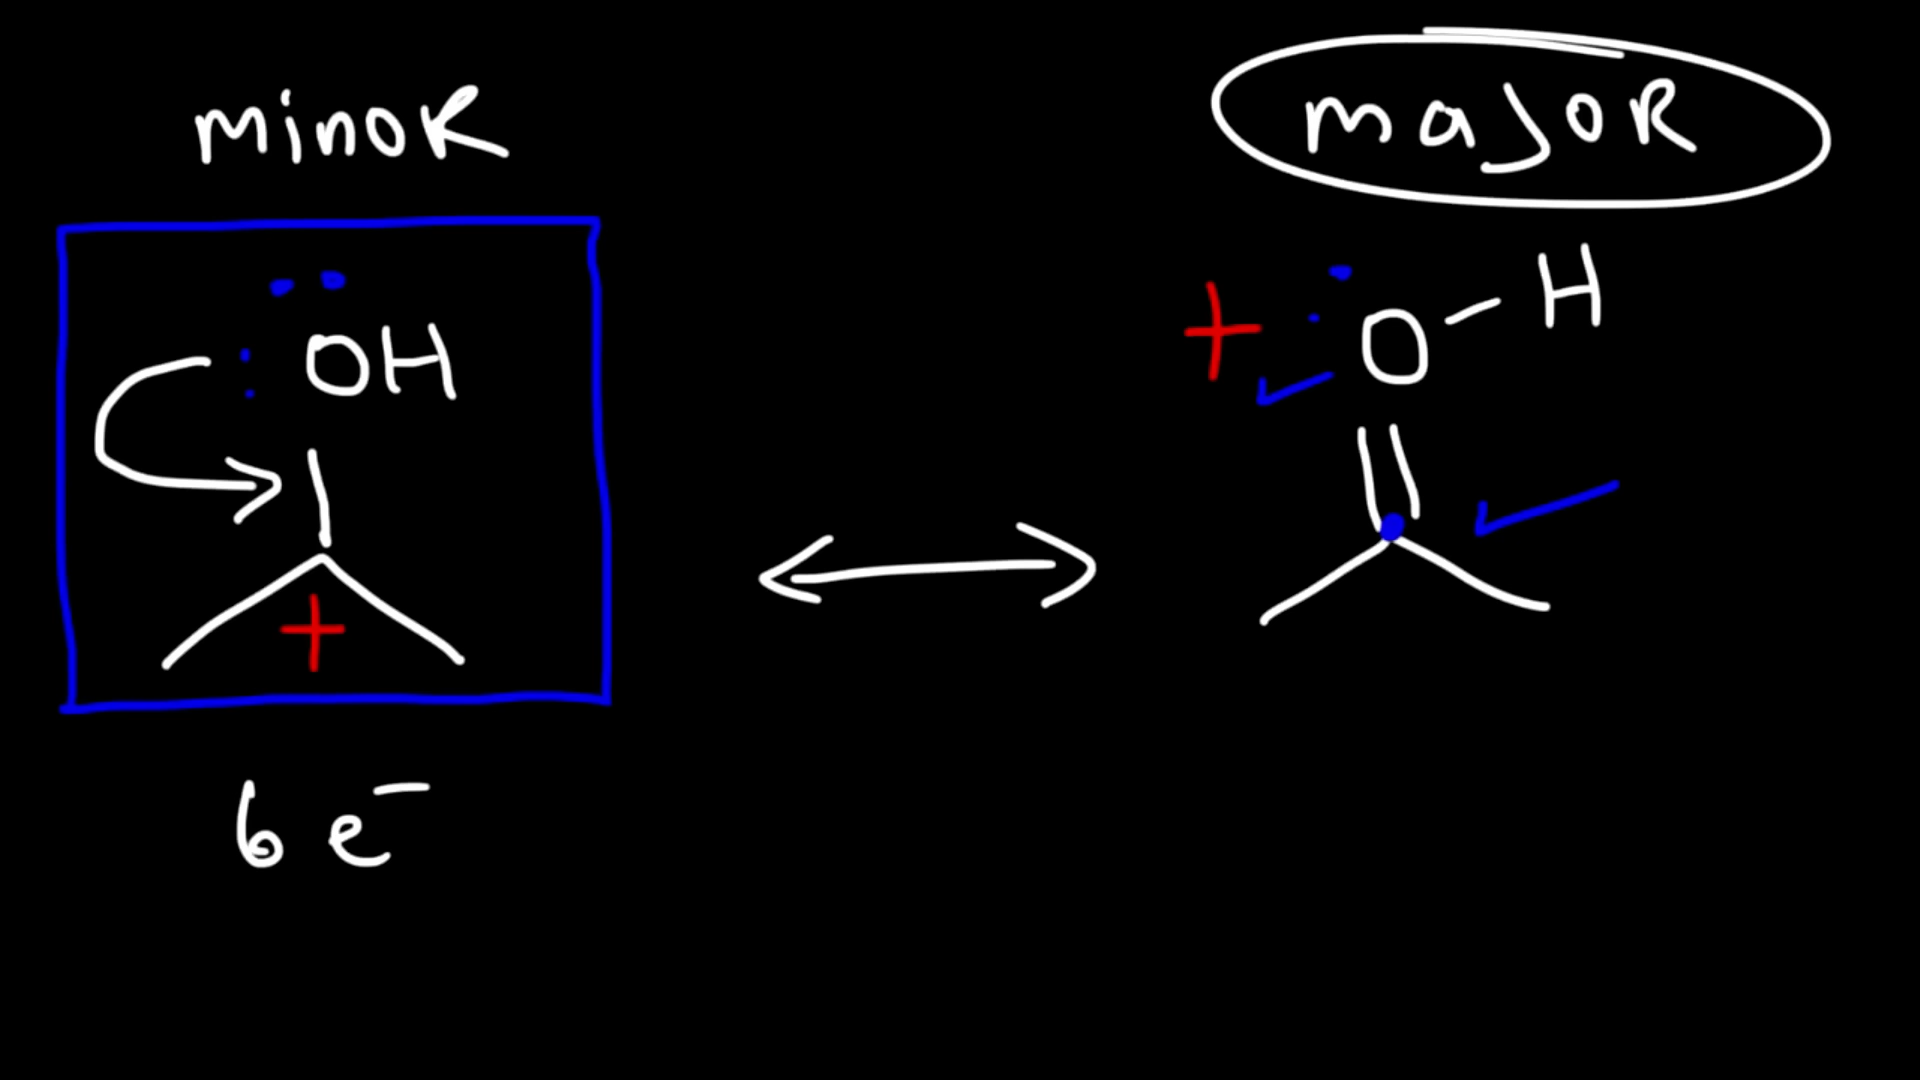 minoR
majoR
OH
+
+
O-H
6 e⁻